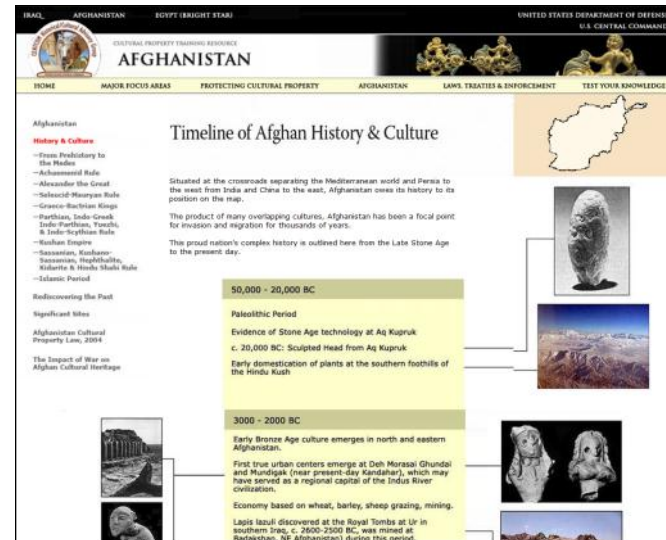 IRAQ AFGHANISTAN EGYPT (BRIGHT STAR) UNITED STATES DEPARTMENT OF DEFENSE
U.S. CENTRAL COMMAND
CULTURAL PROPERTY TRAINING RESOURCE
AFGHANISTAN
HOME MAJOR FOCUS AREAS PROTECTING CULTURAL PROPERTY AFGHANISTAN LAWS, TREATIES & ENFORCEMENT TEST YOUR KNOWLEDGE
Afghanistan
History & Culture
—From Prehistory to
the Medes
—Achaemenid Rule
—Alexander the Great
—Seleucid-Mauryan Rule
—Graeco-Bactrian Kings
—Parthian, Indo-Greek
Indo-Parthian, Yuezhi,
& Indo-Scythian Rule
—Kushan Empire
—Sassanian, Kushano-
Sassanian, Hephthalite,
Kidarite & Hindu Shahi Rule
—Islamic Period
Rediscovering the Past
Significant Sites
Afghanistan Cultural
Property Law, 2004
The Impact of War on
Afghan Cultural Heritage
Timeline of Afghan History & Culture
Situated at the crossroads separating the Mediterranean world and Persia to
the west from India and China to the east, Afghanistan owes its history to its
position on the map.
The product of many overlapping cultures, Afghanistan has been a focal point
for invasion and migration for thousands of years.
This proud nation's complex history is outlined here from the Late Stone Age
to the present day.
50,000 - 20,000 BC
Paleolithic Period
Evidence of Stone Age technology at Aq Kupruk
c. 20,000 BC: Sculpted Head from Aq Kupruk
Early domestication of plants at the southern foothills of
the Hindu Kush
3000 - 2000 BC
Early Bronze Age culture emerges in north and eastern
Afghanistan.
First true urban centers emerge at Deh Morasai Ghundai
and Mundigak (near present-day Kandahar), which may
have served as a regional capital of the Indus River
civilization.
Economy based on wheat, barley, sheep grazing, mining.
Lapis lazuli discovered at the Royal Tombs at Ur in
southern Iraq, c. 2600-2500 BC, was mined at
Badakshan, NE Afghanistan) during this period.